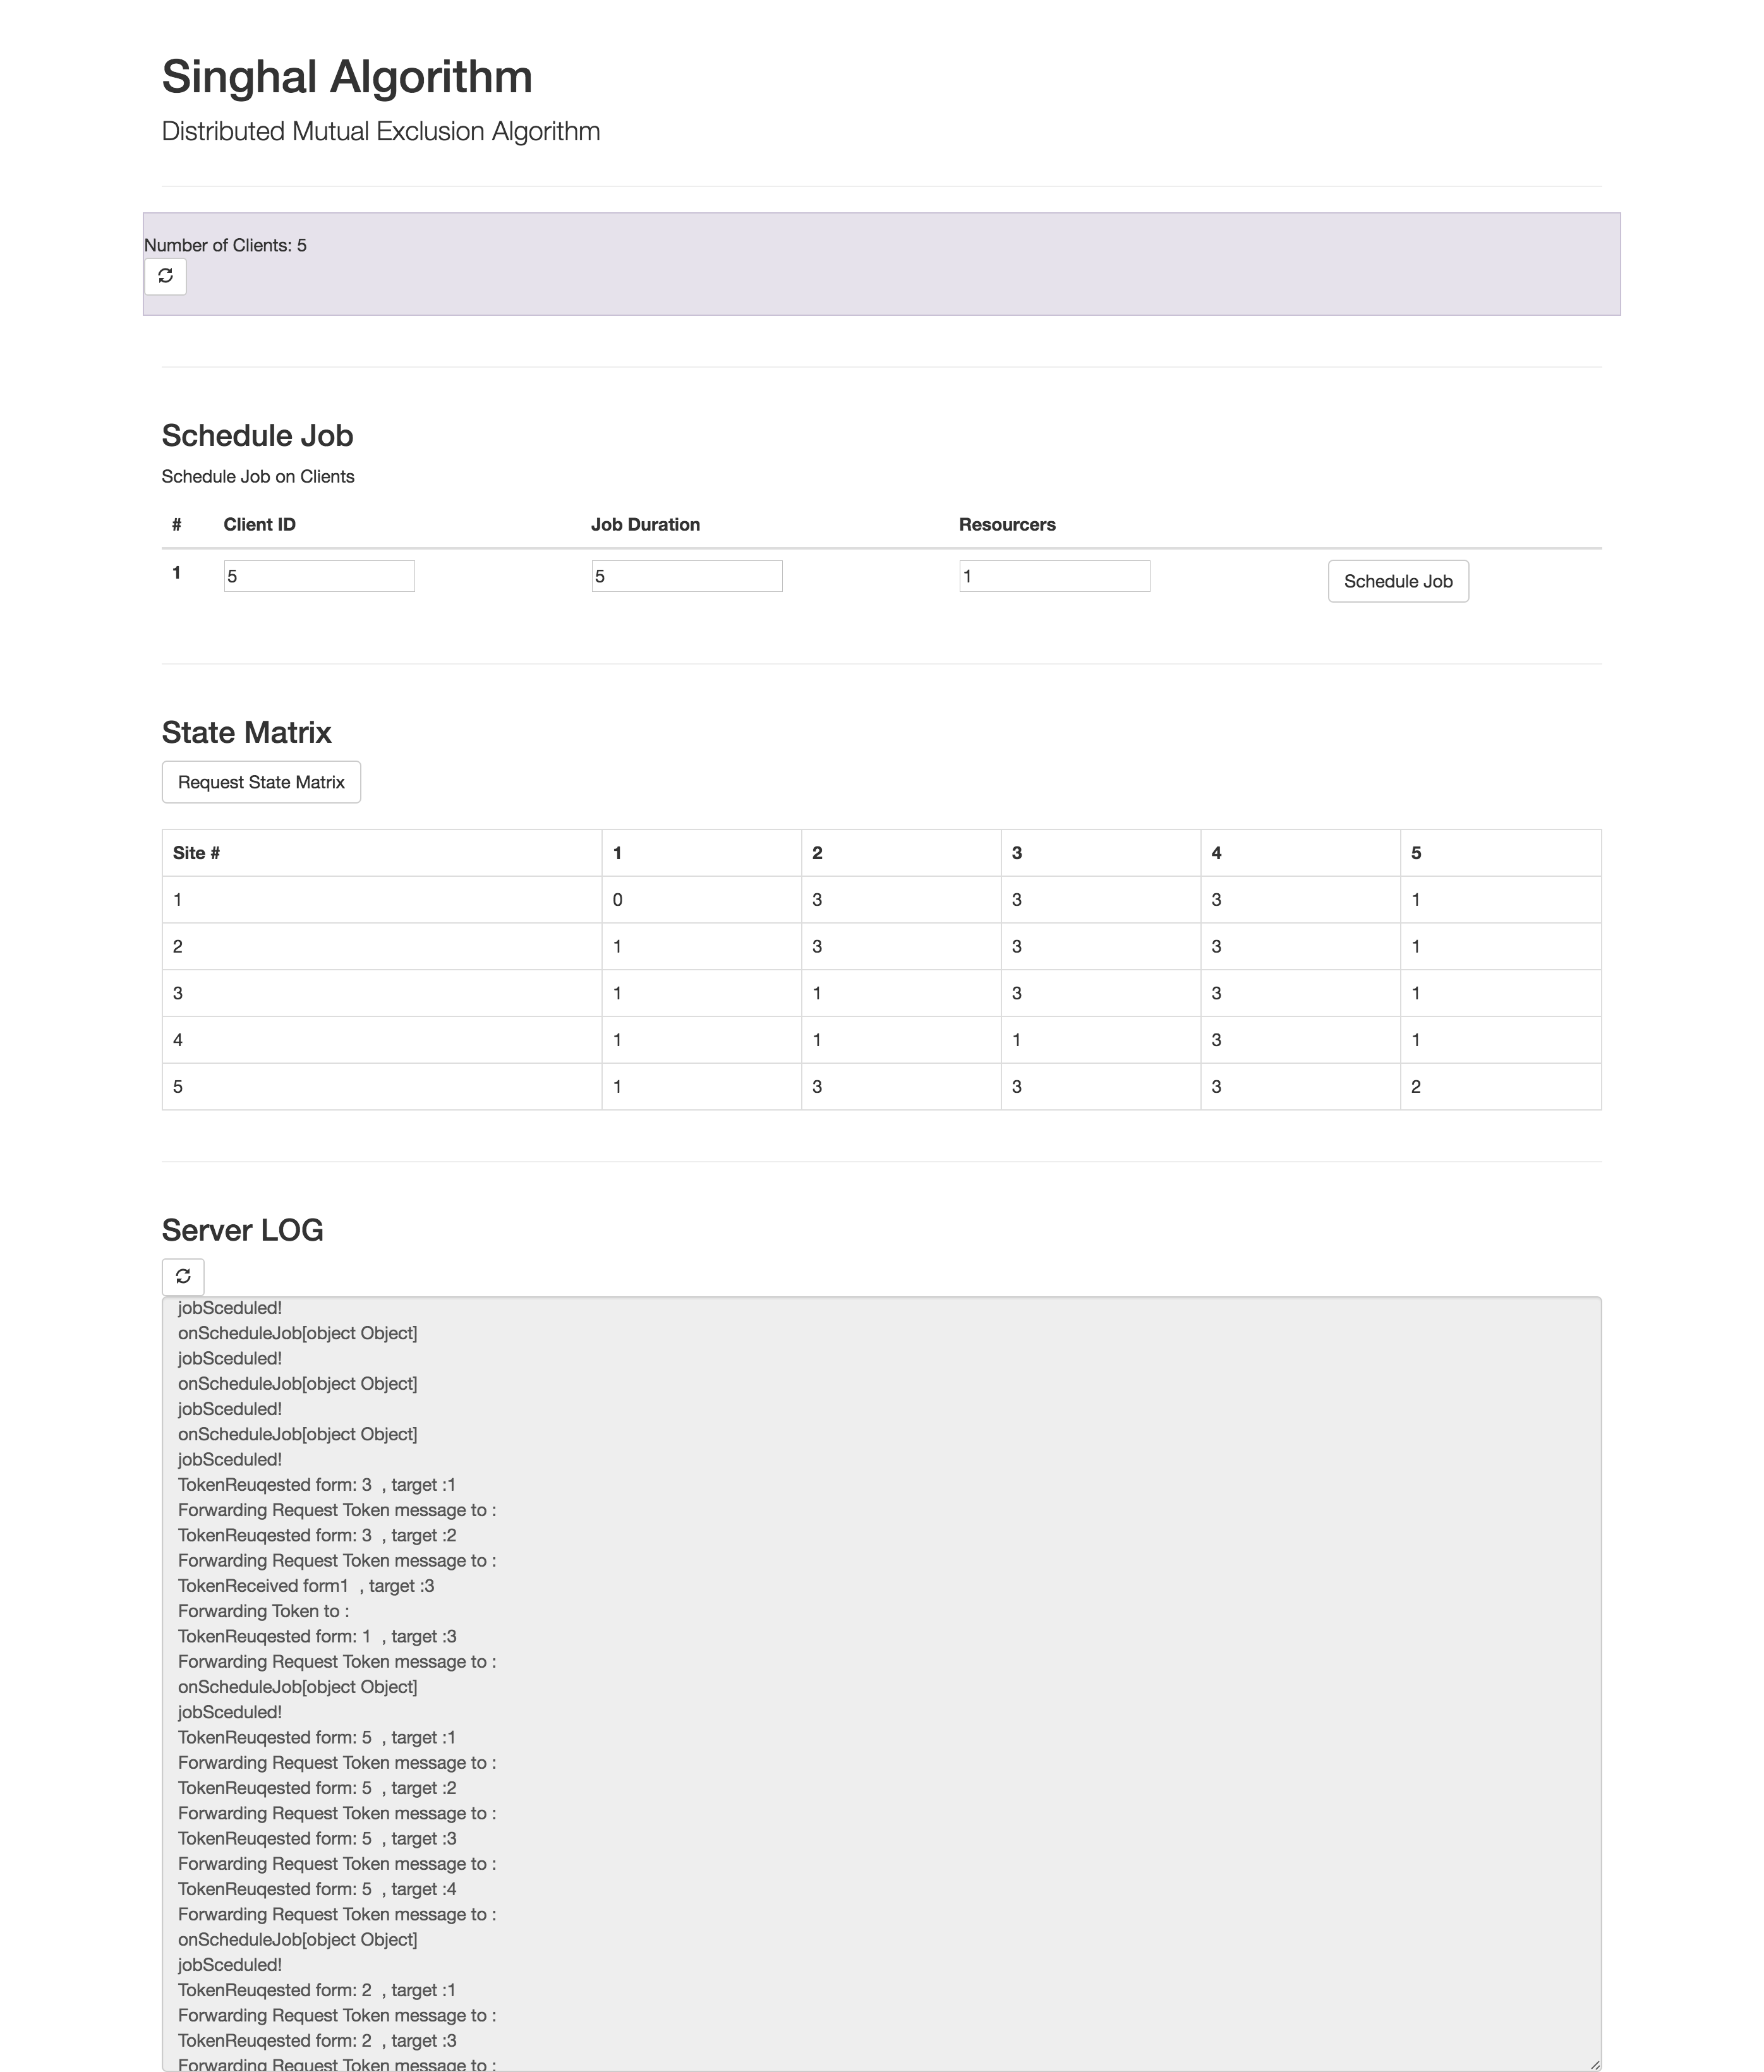 Singhal Algorithm
Distributed Mutual Exclusion Algorithm
Number of Clients: 5
Schedule Job
Schedule Job on Clients
# Client ID Job Duration Resourcers
1 5 5 1 Schedule Job
State Matrix
Request State Matrix
Site # 1 2 3 4 5
1 0 3 3 3 1
2 1 3 3 3 1
3 1 1 3 3 1
4 1 1 1 3 1
5 1 3 3 3 2
Server LOG
jobSceduled!
onScheduleJob[object Object]
jobSceduled!
onScheduleJob[object Object]
jobSceduled!
onScheduleJob[object Object]
jobSceduled!
TokenReuqested form: 3 , target :1
Forwarding Request Token message to :
TokenReuqested form: 3 , target :2
Forwarding Request Token message to :
TokenReceived form1 , target :3
Forwarding Token to :
TokenReuqested form: 1 , target :3
Forwarding Request Token message to :
onScheduleJob[object Object]
jobSceduled!
TokenReuqested form: 5 , target :1
Forwarding Request Token message to :
TokenReuqested form: 5 , target :2
Forwarding Request Token message to :
TokenReuqested form: 5 , target :3
Forwarding Request Token message to :
TokenReuqested form: 5 , target :4
Forwarding Request Token message to :
onScheduleJob[object Object]
jobSceduled!
TokenReuqested form: 2 , target :1
Forwarding Request Token message to :
TokenReuqested form: 2 , target :3
Forwarding Request Token message to :